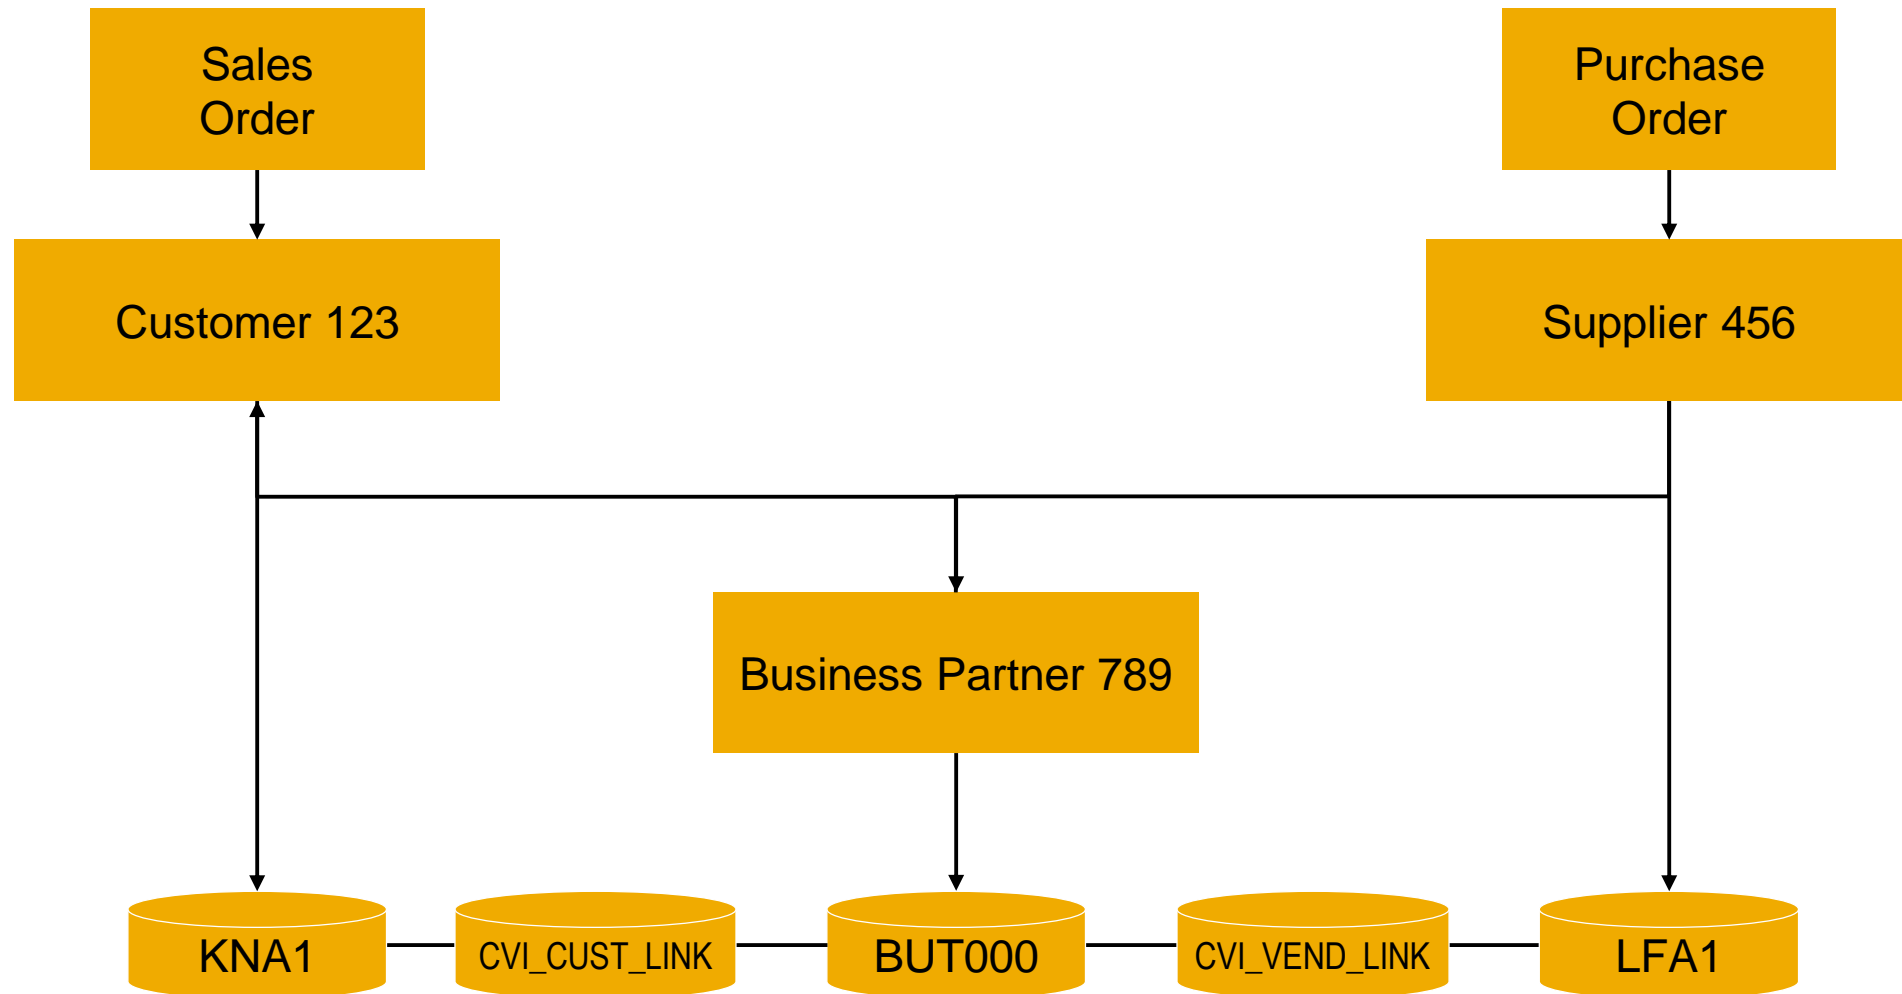 Sales
Order
Purchase
Order
Customer 123
Supplier 456
Business Partner 789
KNA1
CVI_CUST_LINK
BUT000
CVI_VEND_LINK
LFA1